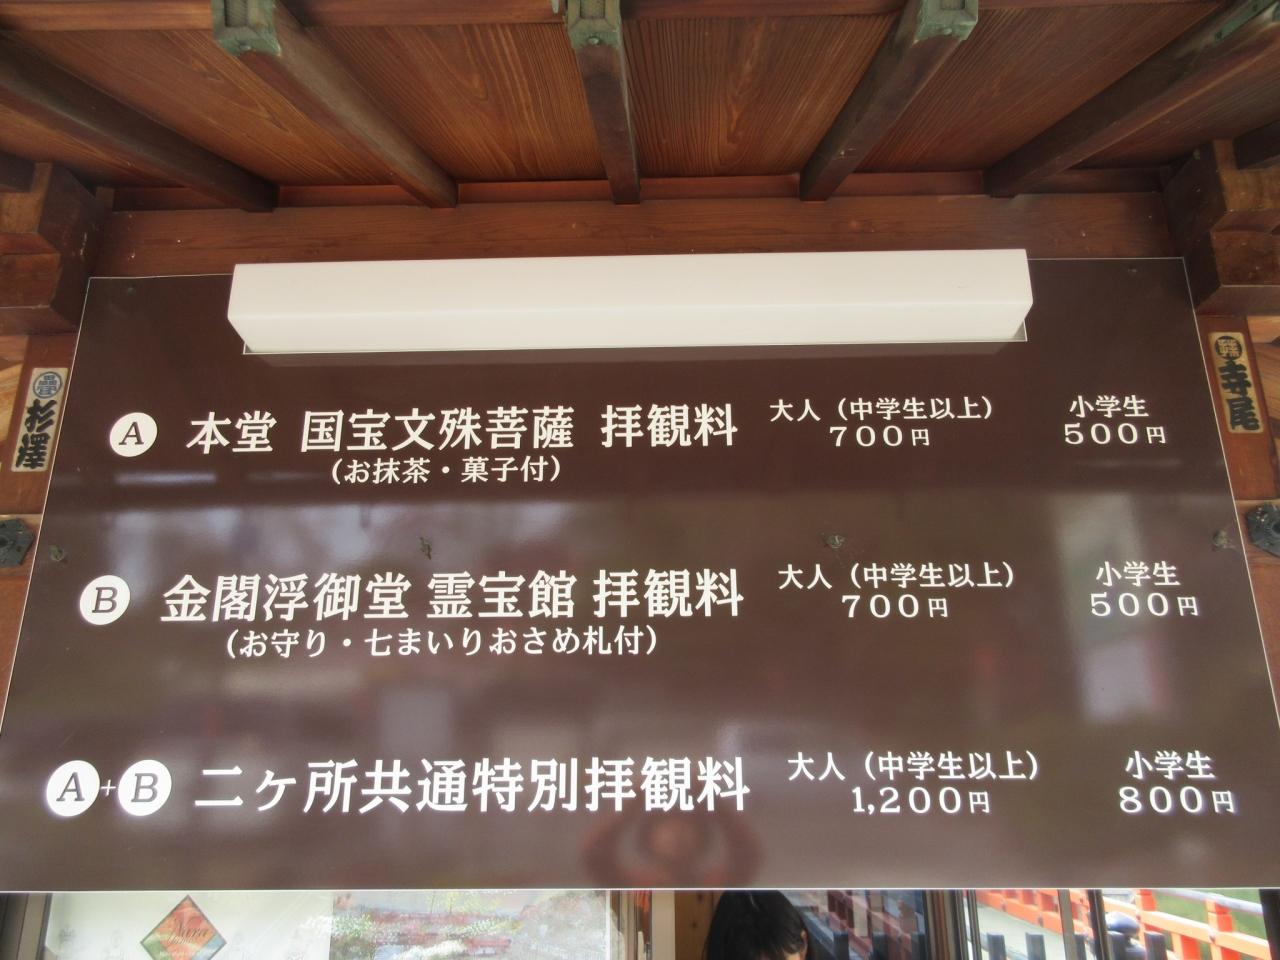 A 本堂 国宝文殊菩薩 拝観料 大人（中学生以上） 小学生
７００円 ５００円
（お抹茶・菓子付）
B 金閣浮御堂 霊宝館 拝観料 大人（中学生以上） 小学生
７００円 ５００円
（お守り・七まいりおさめ札付）
A+B 二ヶ所共通特別拝観料 大人（中学生以上） 小学生
1,２００円 ８００円
杉澤
寺尾
Nara